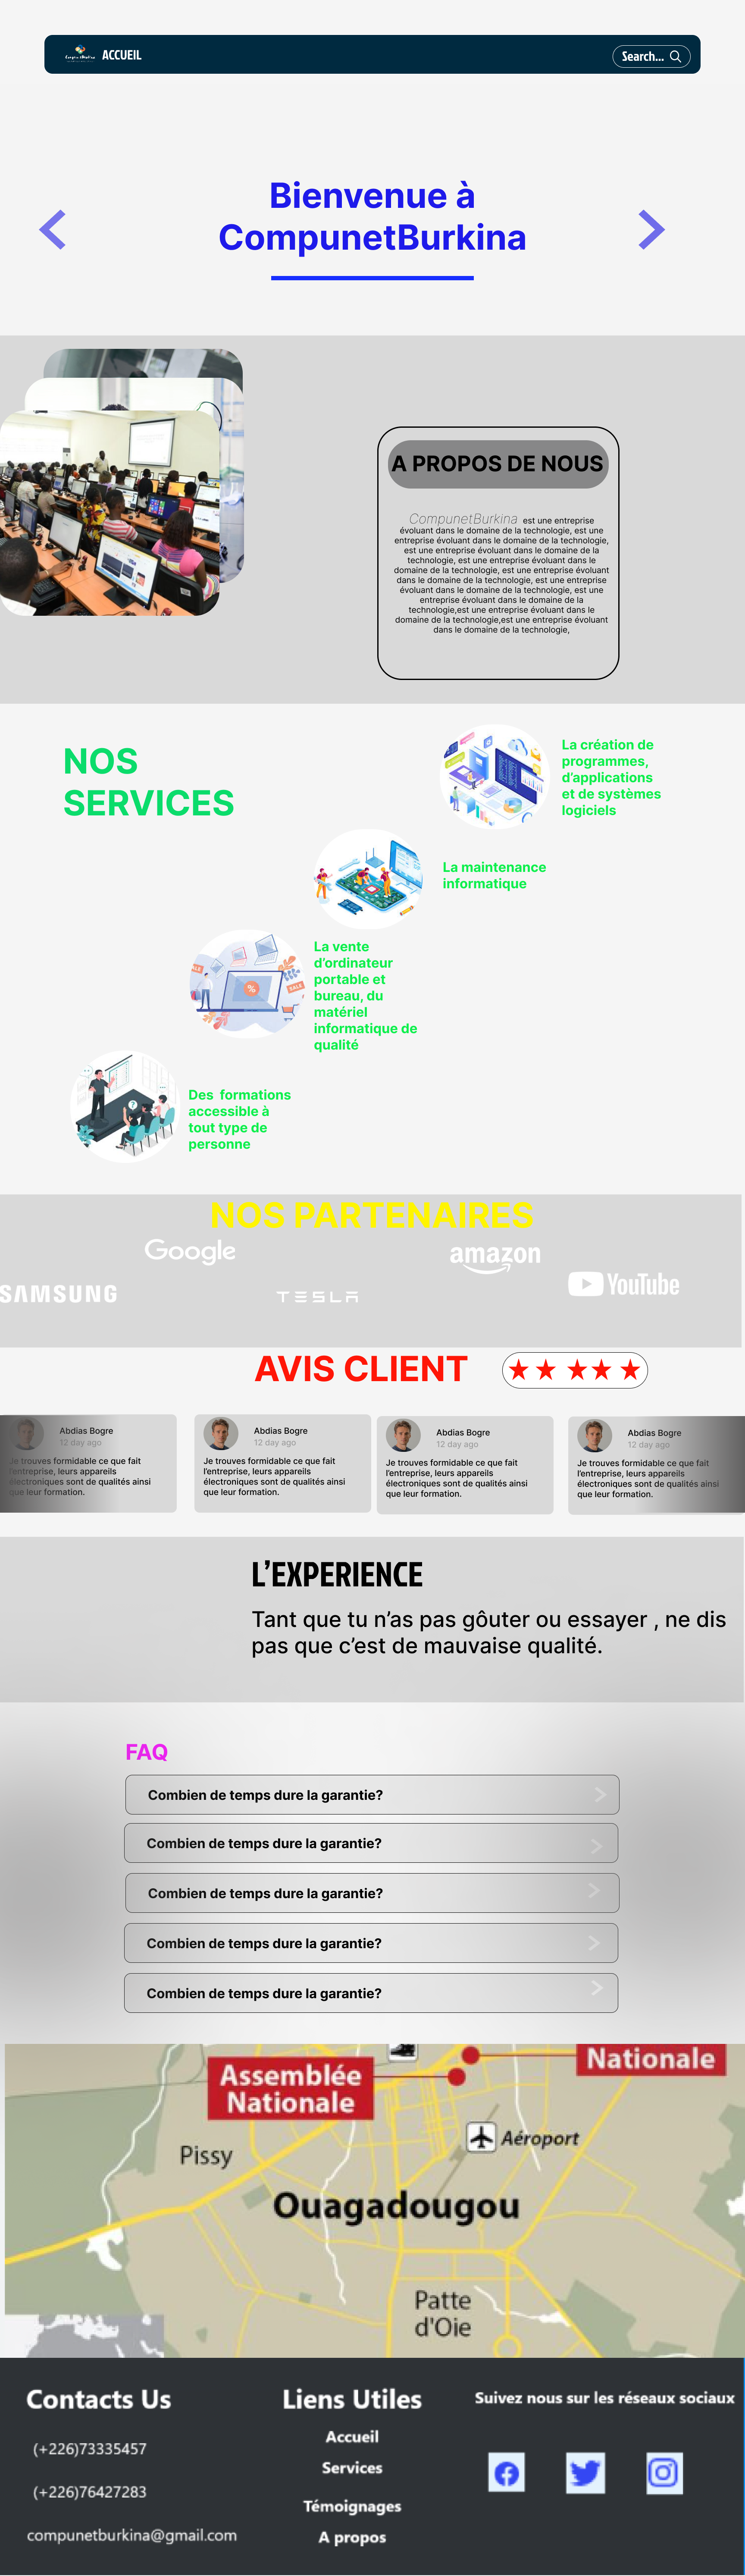 ACCUEIL
Search...
Bienvenue à
CompunetBurkina
A PROPOS DE NOUS
CompunetBurkina est une entreprise
évoluant dans le domaine de la technologie, est une
entreprise évoluant dans le domaine de la technologie,
est une entreprise évoluant dans le domaine de la
technologie, est une entreprise évoluant dans le
domaine de la technologie, est une entreprise évoluant
dans le domaine de la technologie, est une entreprise
évoluant dans le domaine de la technologie, est une
entreprise évoluant dans le domaine de la
technologie,est une entreprise évoluant dans le
domaine de la technologie,est une entreprise évoluant
dans le domaine de la technologie,
NOS
SERVICES
La création de
programmes,
d’applications
et de systèmes
logiciels
La maintenance
informatique
SALE
%
SALE
La vente
d’ordinateur
portable et
bureau, du
matériel
informatique de
qualité
?
Des formations
accessible à
tout type de
personne
NOS PARTENAIRES
Google
amazon
SAMSUNG
TESLA
YouTube
AVIS CLIENT
Abdias Bogre
12 day ago
Je trouves formidable ce que fait
l’entreprise, leurs appareils
électroniques sont de qualités ainsi
que leur formation.
Abdias Bogre
12 day ago
Je trouves formidable ce que fait
l’entreprise, leurs appareils
électroniques sont de qualités ainsi
que leur formation.
Abdias Bogre
12 day ago
Je trouves formidable ce que fait
l’entreprise, leurs appareils
électroniques sont de qualités ainsi
que leur formation.
Abdias Bogre
12 day ago
Je trouves formidable ce que fait
l’entreprise, leurs appareils
électroniques sont de qualités ainsi
que leur formation.
L’EXPERIENCE
Tant que tu n’as pas gôuter ou essayer , ne dis
pas que c’est de mauvaise qualité.
FAQ
Combien de temps dure la garantie?
Combien de temps dure la garantie?
Combien de temps dure la garantie?
Combien de temps dure la garantie?
Combien de temps dure la garantie?
Nationale
Assemblée
Nationale
Aéroport
Pissy
Ouagadougou
Patte
d'Oie
Contacts Us
(+226)73335457
(+226)76427283
compunetburkina@gmail.com
Liens Utiles
Accueil
Services
Témoignages
A propos
Suivez nous sur les réseaux sociaux